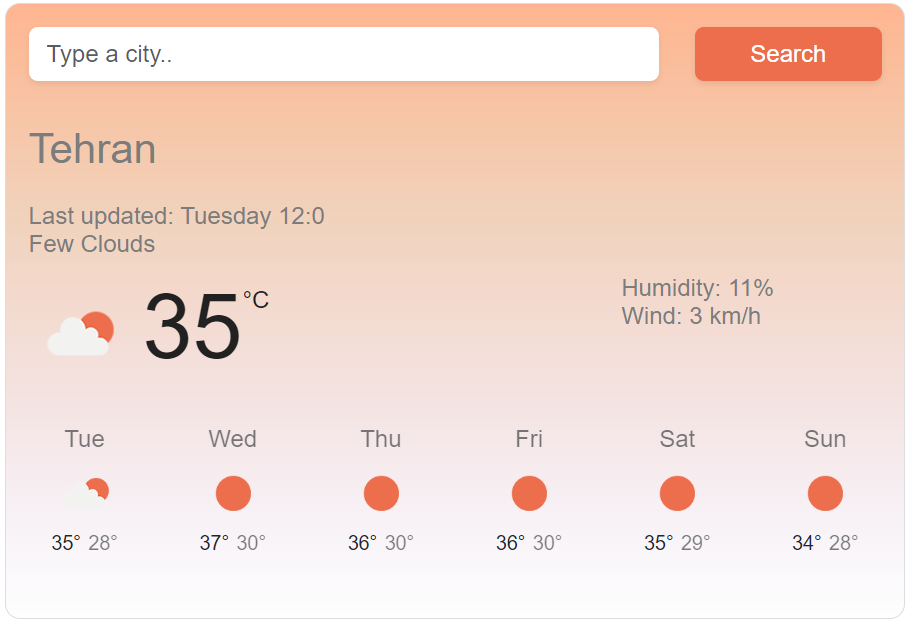 Type a city..
Search
Tehran
Last updated: Tuesday 12:0
Few Clouds
35°C
Humidity: 11%
Wind: 3 km/h
Tue Wed Thu Fri Sat Sun
35° 28° 37° 30° 36° 30° 36° 30° 35° 29° 34° 28°